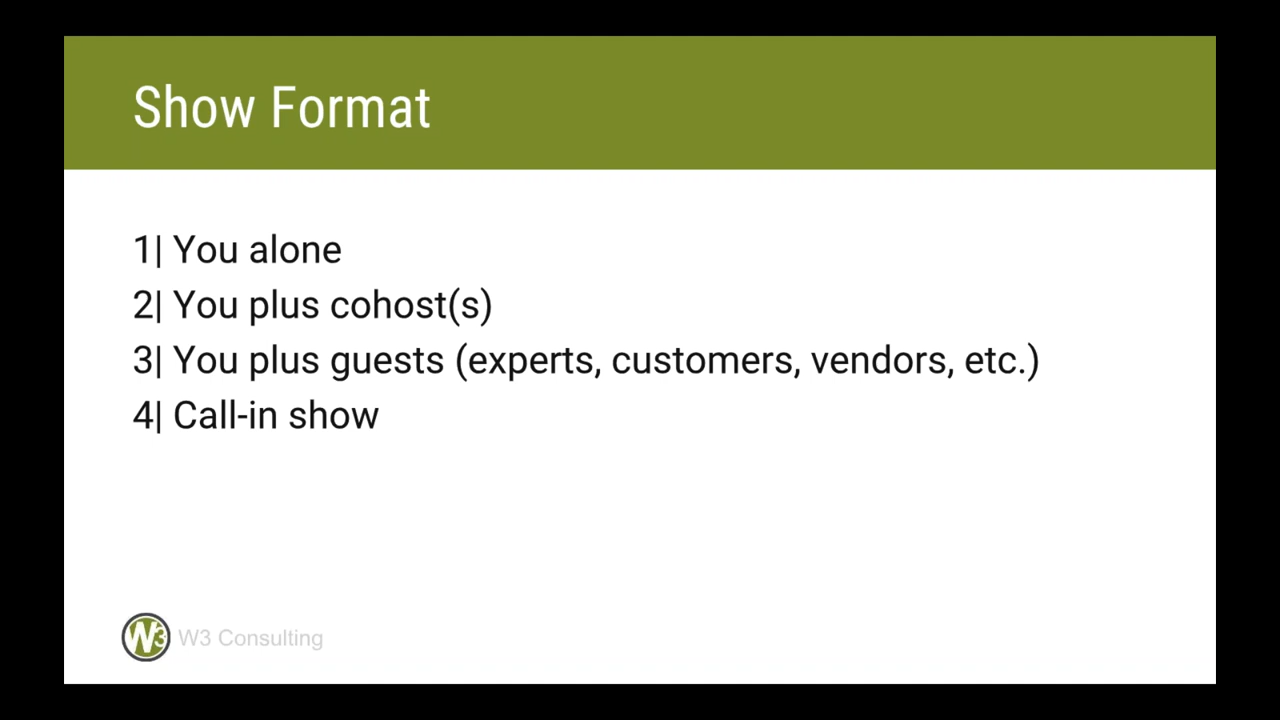 Show Format
1| You alone
2| You plus cohost(s)
3| You plus guests (experts, customers, vendors, etc.)
4| Call-in show
W3 W3 Consulting